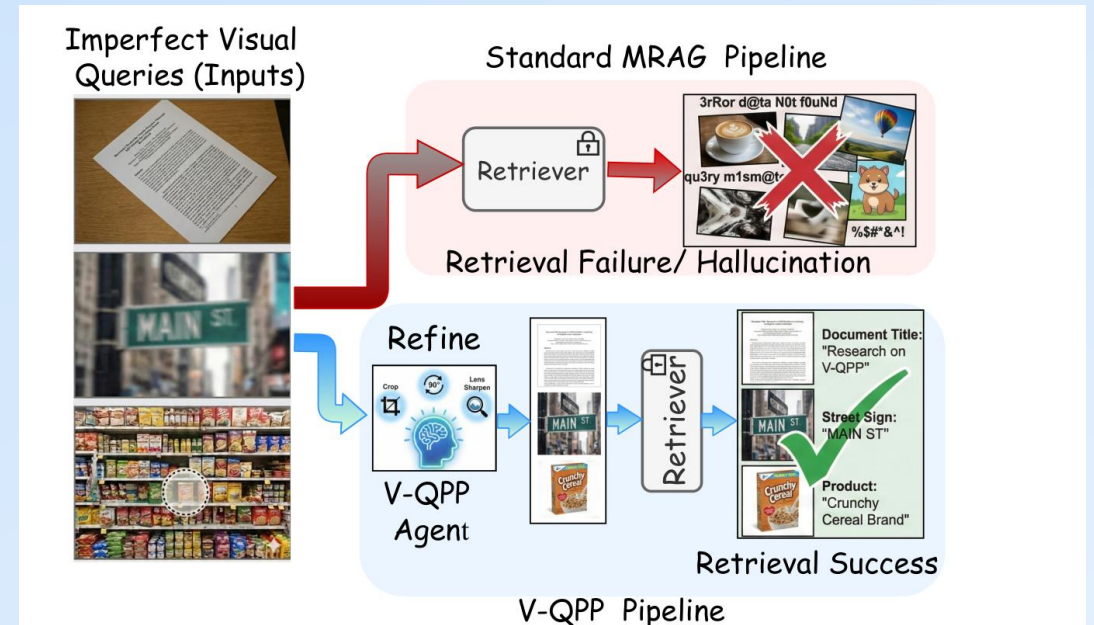 Imperfect Visual
Queries (Inputs)
MAIN ST.
Standard MRAG Pipeline
Retriever
3rRor d@ta N0t f0uNd
qu3ry m1sm@t
%$#*&^!
Retrieval Failure/ Hallucination
Refine
Crop
90°
Lens
Sharpen
V-QPP
Agent
MAIN ST.
Crunchy
Cereal
Retriever
MAIN ST.
Crunchy
Cereal
Document Title:
"Research on
V-QPP"
Street Sign:
"MAIN ST"
Product:
"Crunchy
Cereal Brand"
Retrieval Success
V-QPP Pipeline